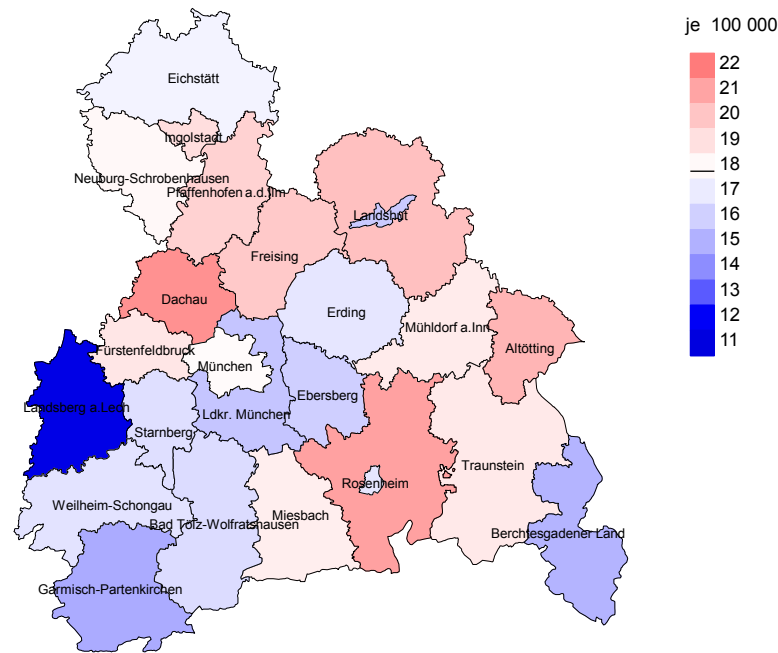 je 100 000
22
21
20
19
18
17
16
15
14
13
12
11
Eichstätt
Ingolstadt
Neuburg-Schrobenhausen
Pfaffenhofen a.d.Ilm
Landshut
Freising
Dachau
Erding
Mühldorf a.Inn
Altötting
Fürstenfeldbruck
München
Ebersberg
Landsberg a.Lech
Ldkr. München
Starnberg
Traunstein
Rosenheim
Weilheim-Schongau
Miesbach
Bad Tölz-Wolfratshausen
Berchtesgadener Land
Garmisch-Partenkirchen